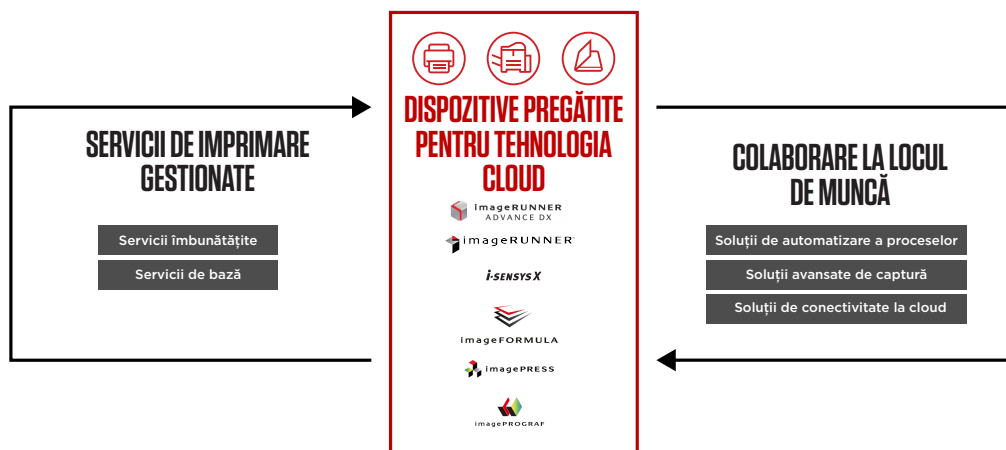 SERVICII DE IMPRIMARE
GESTIONATE
Servicii îmbunătățite
Servicii de bază
DISPOZITIVE PREGĂTITE
PENTRU TEHNOLOGIA
CLOUD
imageRUNNER
ADVANCE DX
imageRUNNER
i-SENSYS X
imageFORMULA
imagePRESS
imagePROGRAF
COLABORARE LA LOCUL
DE MUNCĂ
Soluții de automatizare a proceselor
Soluții avansate de captură
Soluții de conectivitate la cloud